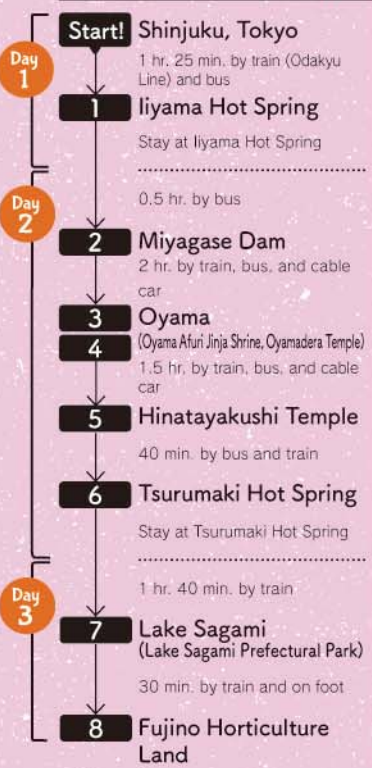 Start! Shinjuku, Tokyo
Day
1
1 hr. 25 min. by train (Odakyu
Line) and bus
1 Iiyama Hot Spring
Stay at Iiyama Hot Spring
Day
2
0.5 hr. by bus
2 Miyagase Dam
2 hr. by train, bus, and cable
car
3 Oyama
4 (Oyama Afuri Jinja Shrine, Oyamadera Temple)
1.5 hr. by train, bus, and cable
car
5 Hinatayakushi Temple
40 min. by bus and train
6 Tsurumaki Hot Spring
Stay at Tsurumaki Hot Spring
Day
3
1 hr. 40 min. by train
7 Lake Sagami
(Lake Sagami Prefectural Park)
30 min. by train and on foot
8 Fujino Horticulture
Land